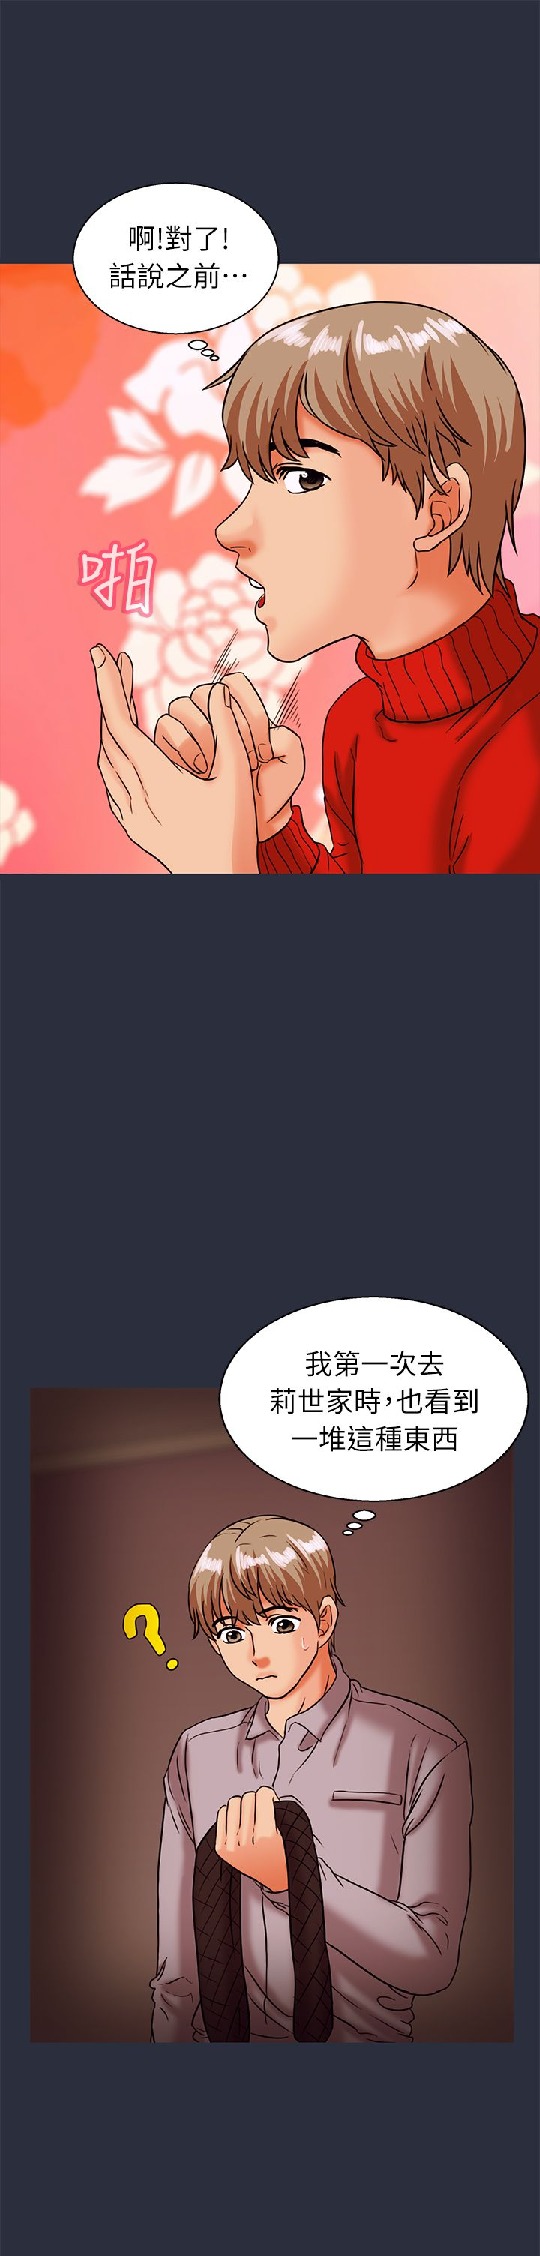 啊!對了!
話說之前…
啪
我第一次去
莉世家時,也看到
一堆這種東西